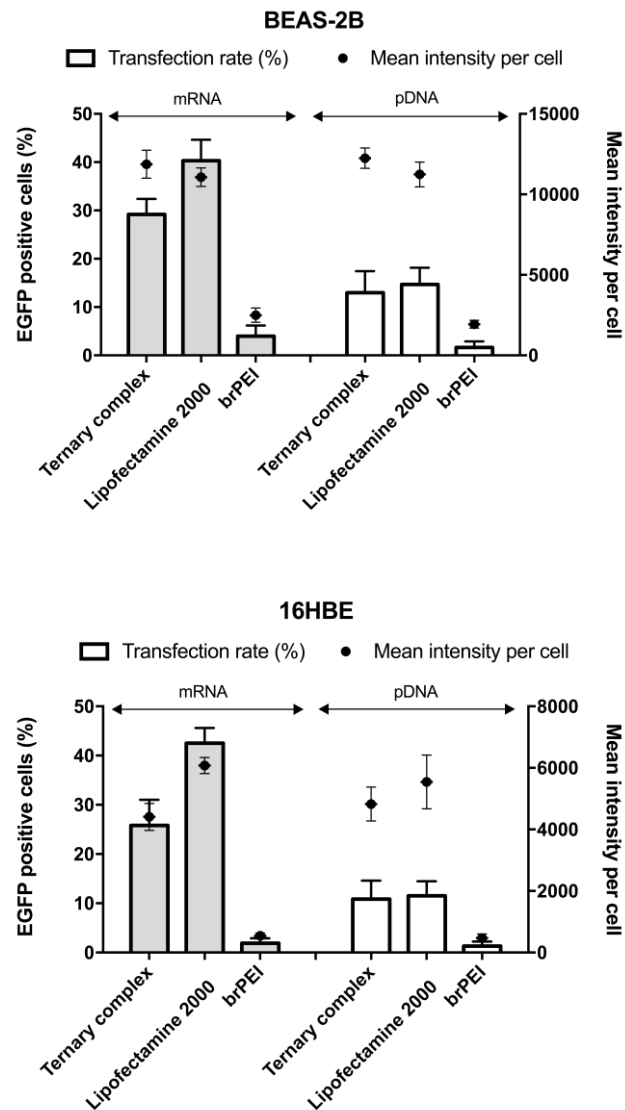 BEAS-2B
Transfection rate (%) Mean intensity per cell
mRNA pDNA
EGFP positive cells (%)
50
40
30
20
10
0
15000
10000
5000
0
Mean intensity per cell
Ternary complex
Lipofectamine 2000
brPEI
Ternary complex
Lipofectamine 2000
brPEI
16HBE
Transfection rate (%) Mean intensity per cell
mRNA pDNA
EGFP positive cells (%)
50
40
30
20
10
0
8000
6000
4000
2000
0
Mean intensity per cell
Ternary complex
Lipofectamine 2000
brPEI
Ternary complex
Lipofectamine 2000
brPEI